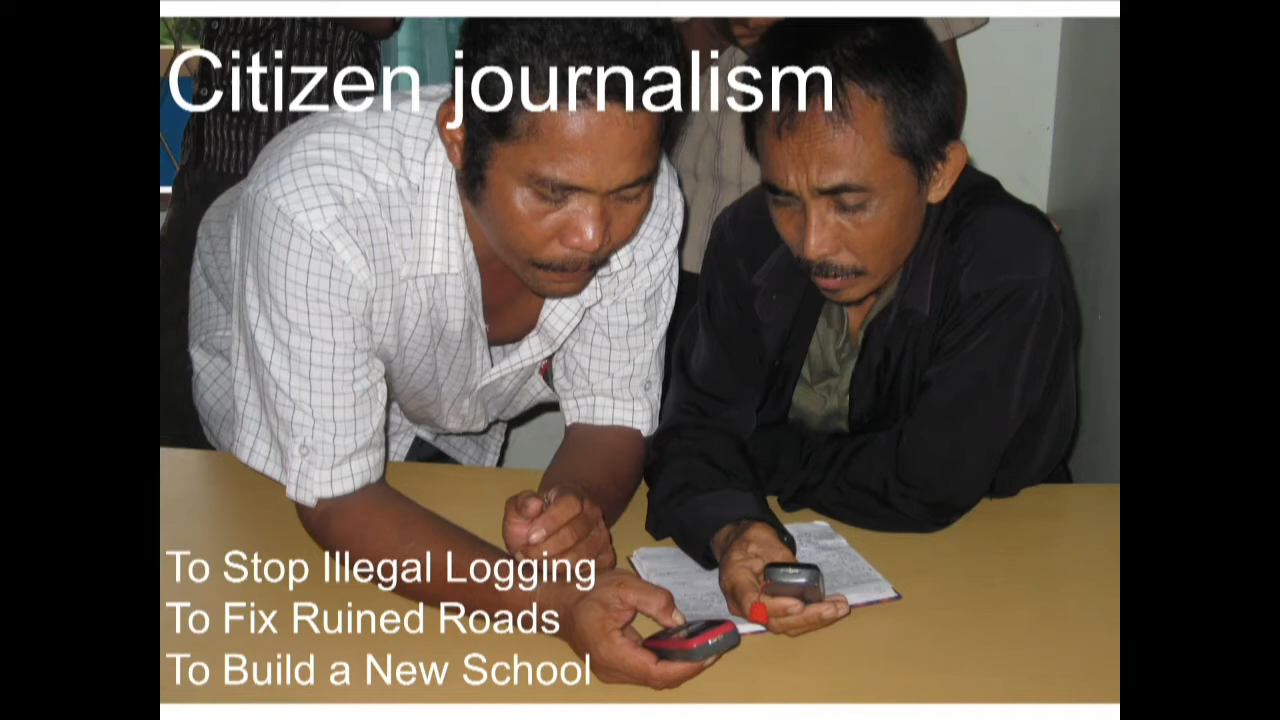 Citizen journalism
To Stop Illegal Logging
To Fix Ruined Roads
To Build a New School